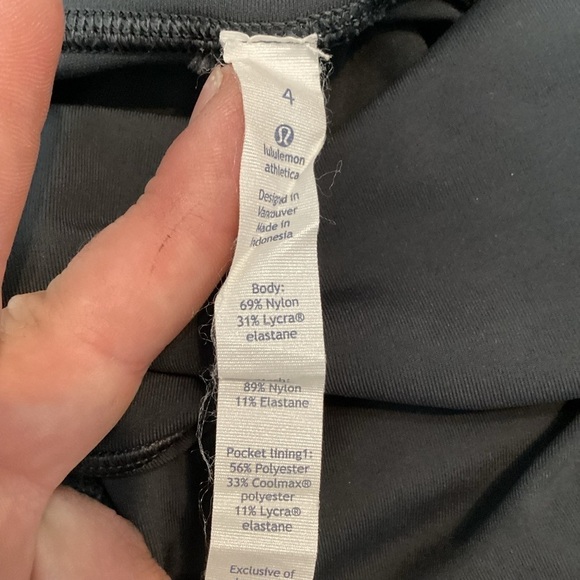 4
lululemon
athletica
Designed in
Vancouver
Made in
Indonesia
Body:
69% Nylon
31% Lycra®
elastane
89% Nylon
11% Elastane
Pocket lining1:
56% Polyester
33% Coolmax®
polyester
11% Lycra®
elastane
Exclusive of